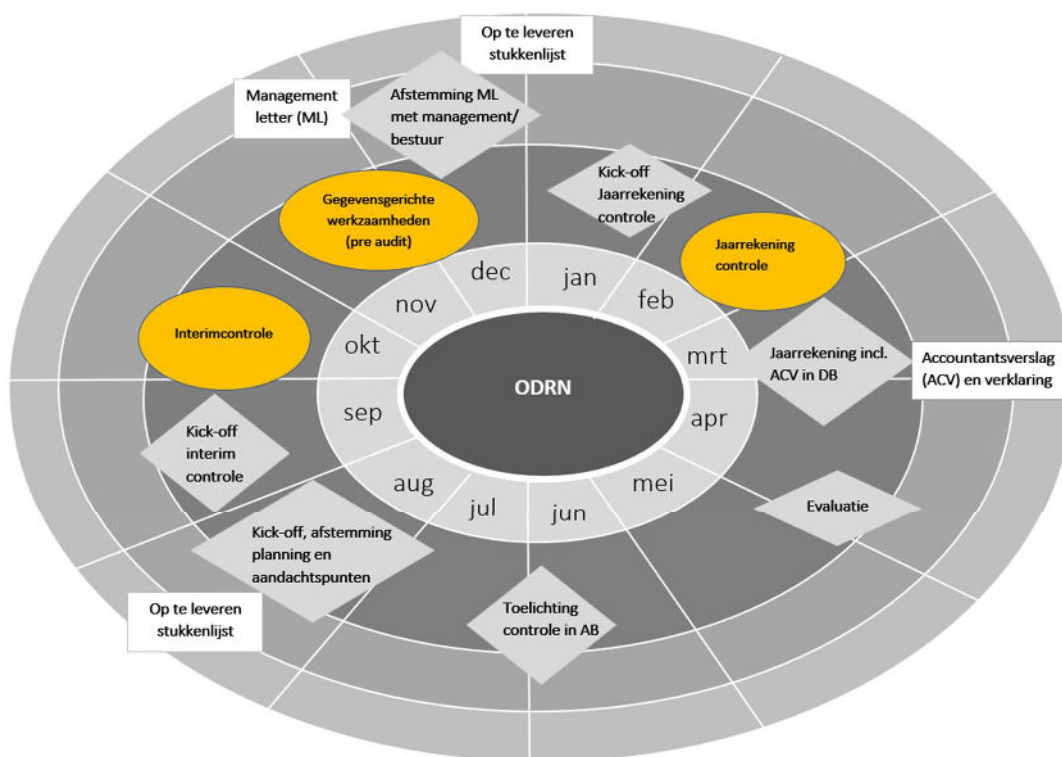 Op te leveren
stukkenlijst
Management
letter (ML)
Afstemming ML
met management/
bestuur
Kick-off
Jaarrekening
controle
Gegevensgerichte
werkzaamheden
(pre audit)
Jaarrekening
controle
Interimcontrole
dec
jan
nov
feb
okt
mrt
sep
apr
aug
mei
jul
jun
ODRN
Jaarrekening incl.
ACV in DB
Accountantsverslag
(ACV) en verklaring
Kick-off
interim
controle
Evaluatie
Kick-off, afstemming
planning en
aandachtspunten
Op te leveren
stukkenlijst
Toelichting
controle in AB